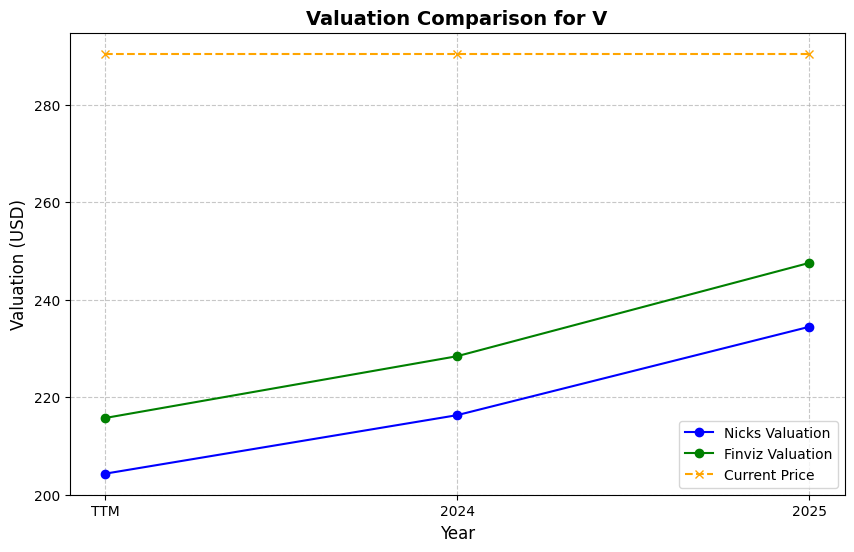 Valuation Comparison for V
Valuation (USD)
280
260
240
220
200
TTM
2024
2025
Year
Nicks Valuation
Finviz Valuation
Current Price